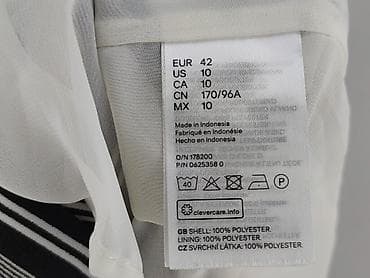 EUR 42
US 10
CA 10
CN 170/96A
MX 10
Made in Indonesia
Fabriqué en Indonésie
Hecho en Indonesia
O/N 178200
P/N 0625358 0
40
P
clevercare.info
GB SHELL: 100% POLYESTER.
LINING: 100% POLYESTER.
CZ SVRCHNÍ LÁTKA: 100% POLYESTER.